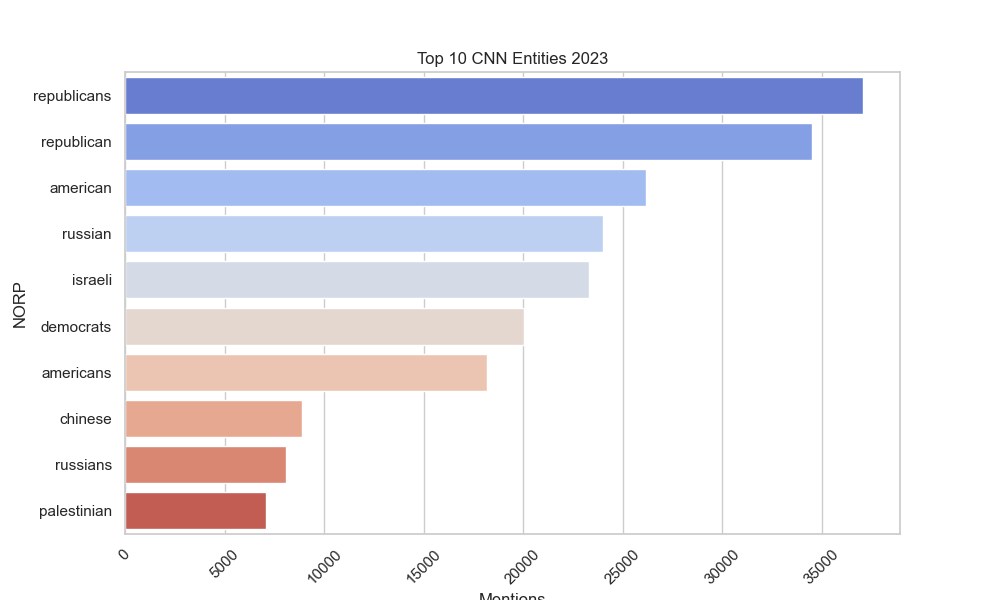 Top 10 CNN Entities 2023
republicans
republican
american
russian
israeli
democrats
americans
chinese
russians
palestinian
NORP
0 5000 10000 15000 20000 25000 30000 35000
Mentions